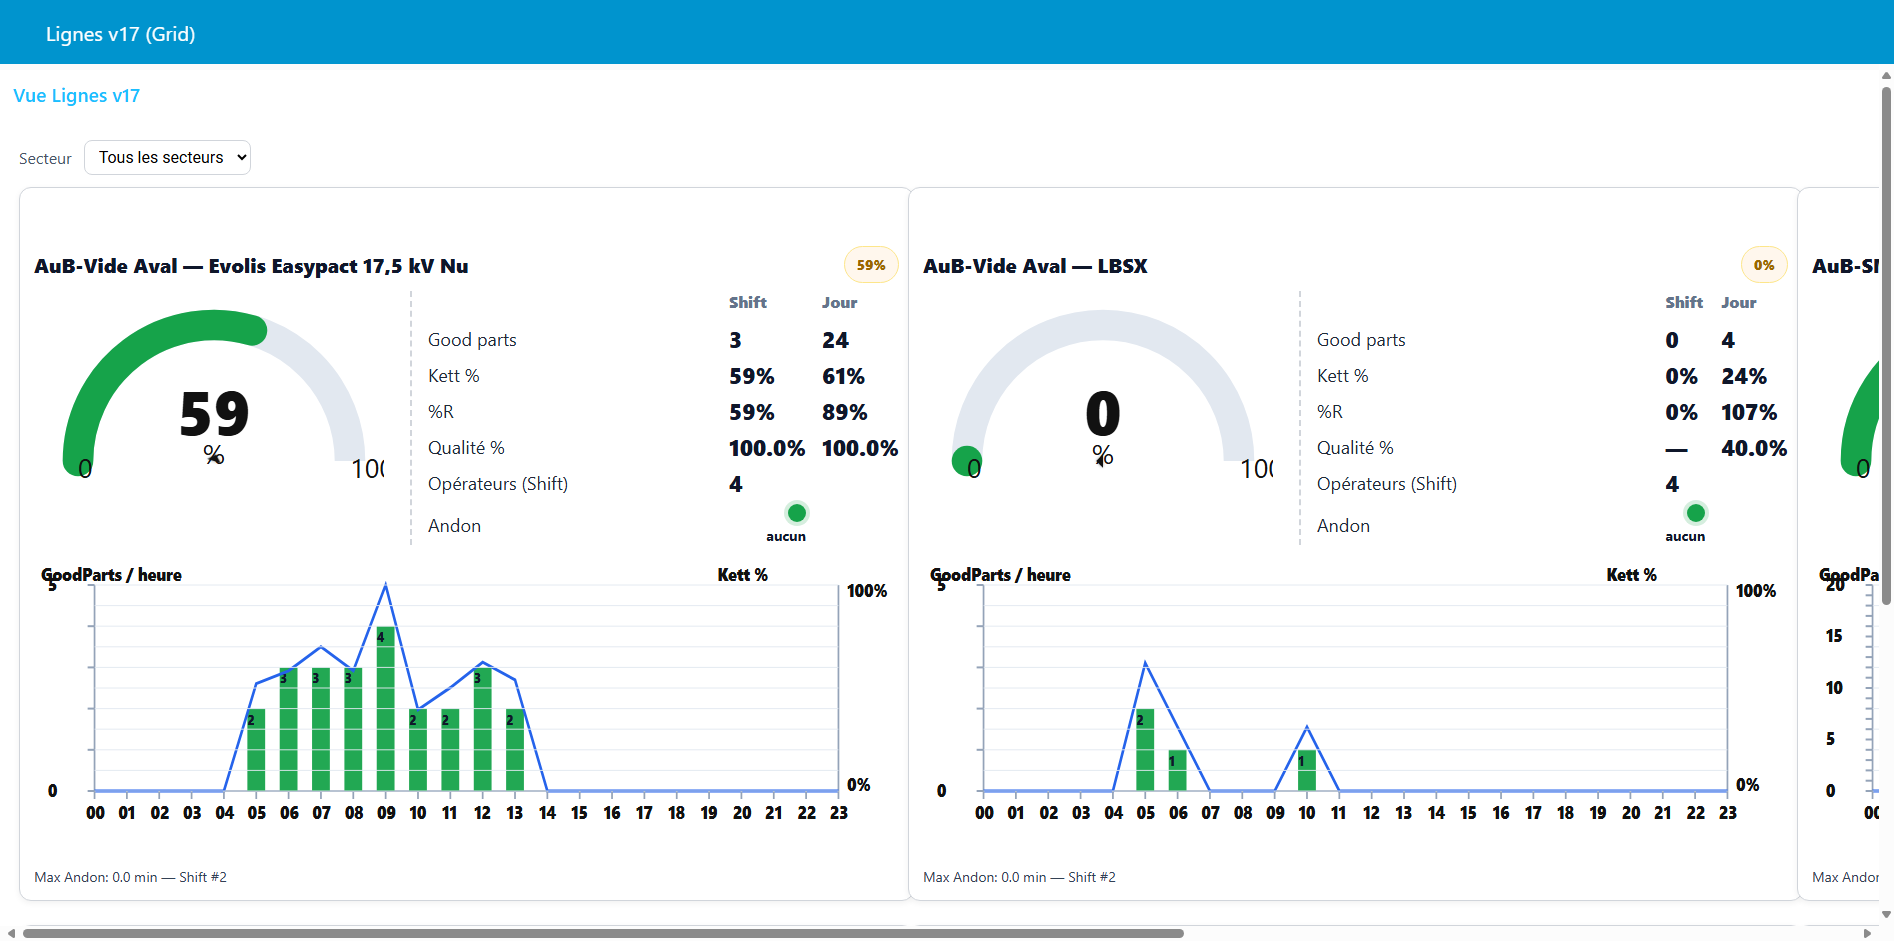 Lignes v17 (Grid)
Vue Lignes v17
Secteur Tous les secteurs
AuB-Vide Aval — Evolis Easypact 17,5 kV Nu 59%
Shift Jour
Good parts 3 24
Kett % 59% 61%
%R 59% 89%
Qualité % 100.0% 100.0%
Opérateurs (Shift) 4
Andon
aucun
59
%
0 100
GoodParts / heure Kett %
5 100%
2 3 3 3 4 2 2 3 2
0 0%
00 01 02 03 04 05 06 07 08 09 10 11 12 13 14 15 16 17 18 19 20 21 22 23
Max Andon: 0.0 min — Shift #2
AuB-Vide Aval — LBSX 0%
Shift Jour
Good parts 0 4
Kett % 0% 24%
%R 0% 107%
Qualité % — 40.0%
Opérateurs (Shift) 4
Andon
aucun
0
%
0 100
GoodParts / heure Kett %
5 100%
2 1 1
0 0%
00 01 02 03 04 05 06 07 08 09 10 11 12 13 14 15 16 17 18 19 20 21 22 23
Max Andon: 0.0 min — Shift #2
0
GoodPa
20
15
10
5
0
Max Andor